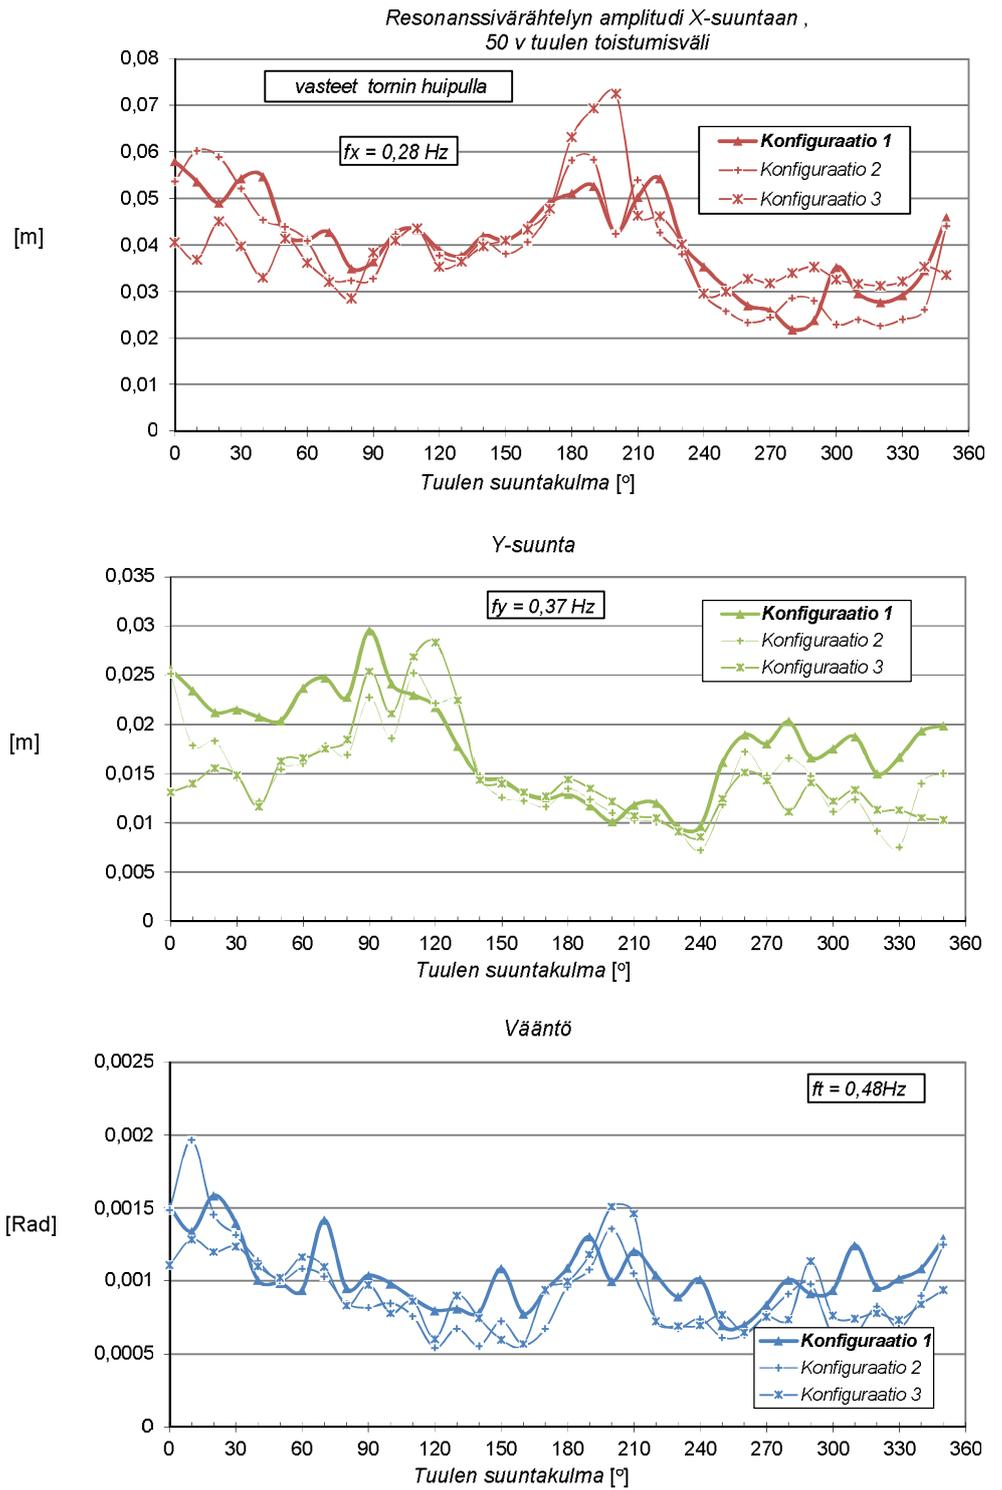 Resonanssivärähtelyn amplitudi X-suuntaan ,
50 v tuulen toistumisväli
0,08
0,07
0,06
0,05
0,04
0,03
0,02
0,01
0
[m]
vasteet tornin huipulla
fx = 0,28 Hz
Konfiguraatio 1
Konfiguraatio 2
Konfiguraatio 3
0 30 60 90 120 150 180 210 240 270 300 330 360
Tuulen suuntakulma [º]
Y-suunta
0,035
0,03
0,025
0,02
0,015
0,01
0,005
0
[m]
fy = 0,37 Hz
Konfiguraatio 1
Konfiguraatio 2
Konfiguraatio 3
0 30 60 90 120 150 180 210 240 270 300 330 360
Tuulen suuntakulma [º]
Vääntö
0,0025
0,002
0,0015
0,001
0,0005
0
[Rad]
ft = 0,48Hz
Konfiguraatio 1
Konfiguraatio 2
Konfiguraatio 3
0 30 60 90 120 150 180 210 240 270 300 330 360
Tuulen suuntakulma [º]